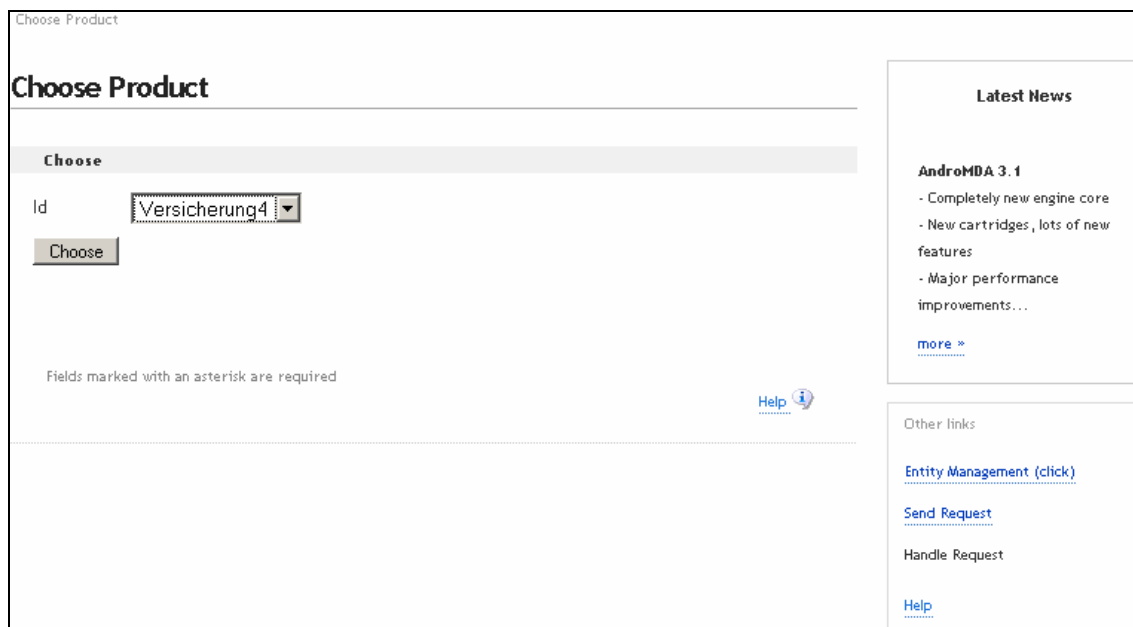 Choose Product
Choose Product
Choose
Id
Versicherung4
Choose
Fields marked with an asterisk are required
Help
Latest News
AndroMDA 3.1
- Completely new engine core
- New cartridges, lots of new
features
- Major performance
improvements...
more »
Other links
Entity Management (click)
Send Request
Handle Request
Help